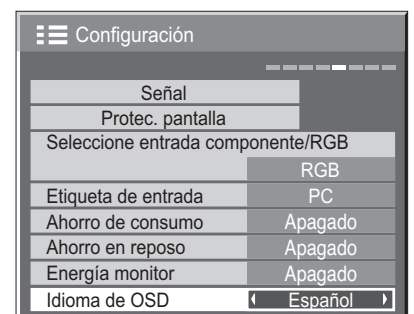 Configuración
Señal
Protec. pantalla
Seleccione entrada componente/RGB
RGB
Etiqueta de entrada PC
Ahorro de consumo Apagado
Ahorro en reposo Apagado
Energía monitor Apagado
Idioma de OSD Español